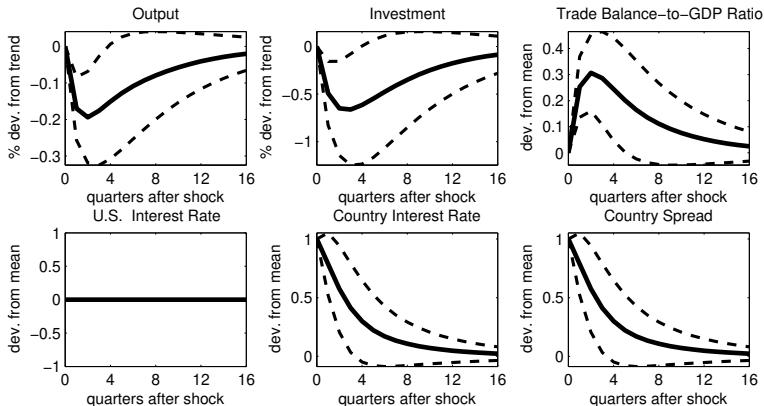 Output
0
−0.1
−0.2
−0.3
% dev. from trend
0 4 8 12 16
quarters after shock
Investment
0
−0.5
−1
% dev. from trend
0 4 8 12 16
quarters after shock
Trade Balance−to−GDP Ratio
0.4
0.3
0.2
0.1
0
dev. from mean
0 4 8 12 16
quarters after shock
U.S. Interest Rate
1
0.5
0
−0.5
−1
dev. from mean
0 4 8 12 16
quarters after shock
Country Interest Rate
1
0.5
0
dev. from mean
0 4 8 12 16
quarters after shock
Country Spread
1
0.5
0
dev. from mean
0 4 8 12 16
quarters after shock